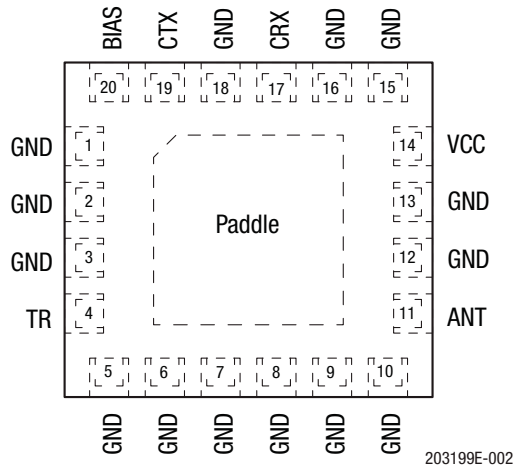 BIAS CTX GND CRX GND GND
20 19 18 17 16 15
GND 1 14 VCC
GND 2 Paddle 13 GND
GND 3 12 GND
TR 4 11 ANT
5 6 7 8 9 10
GND GND GND GND GND GND
203199E-002